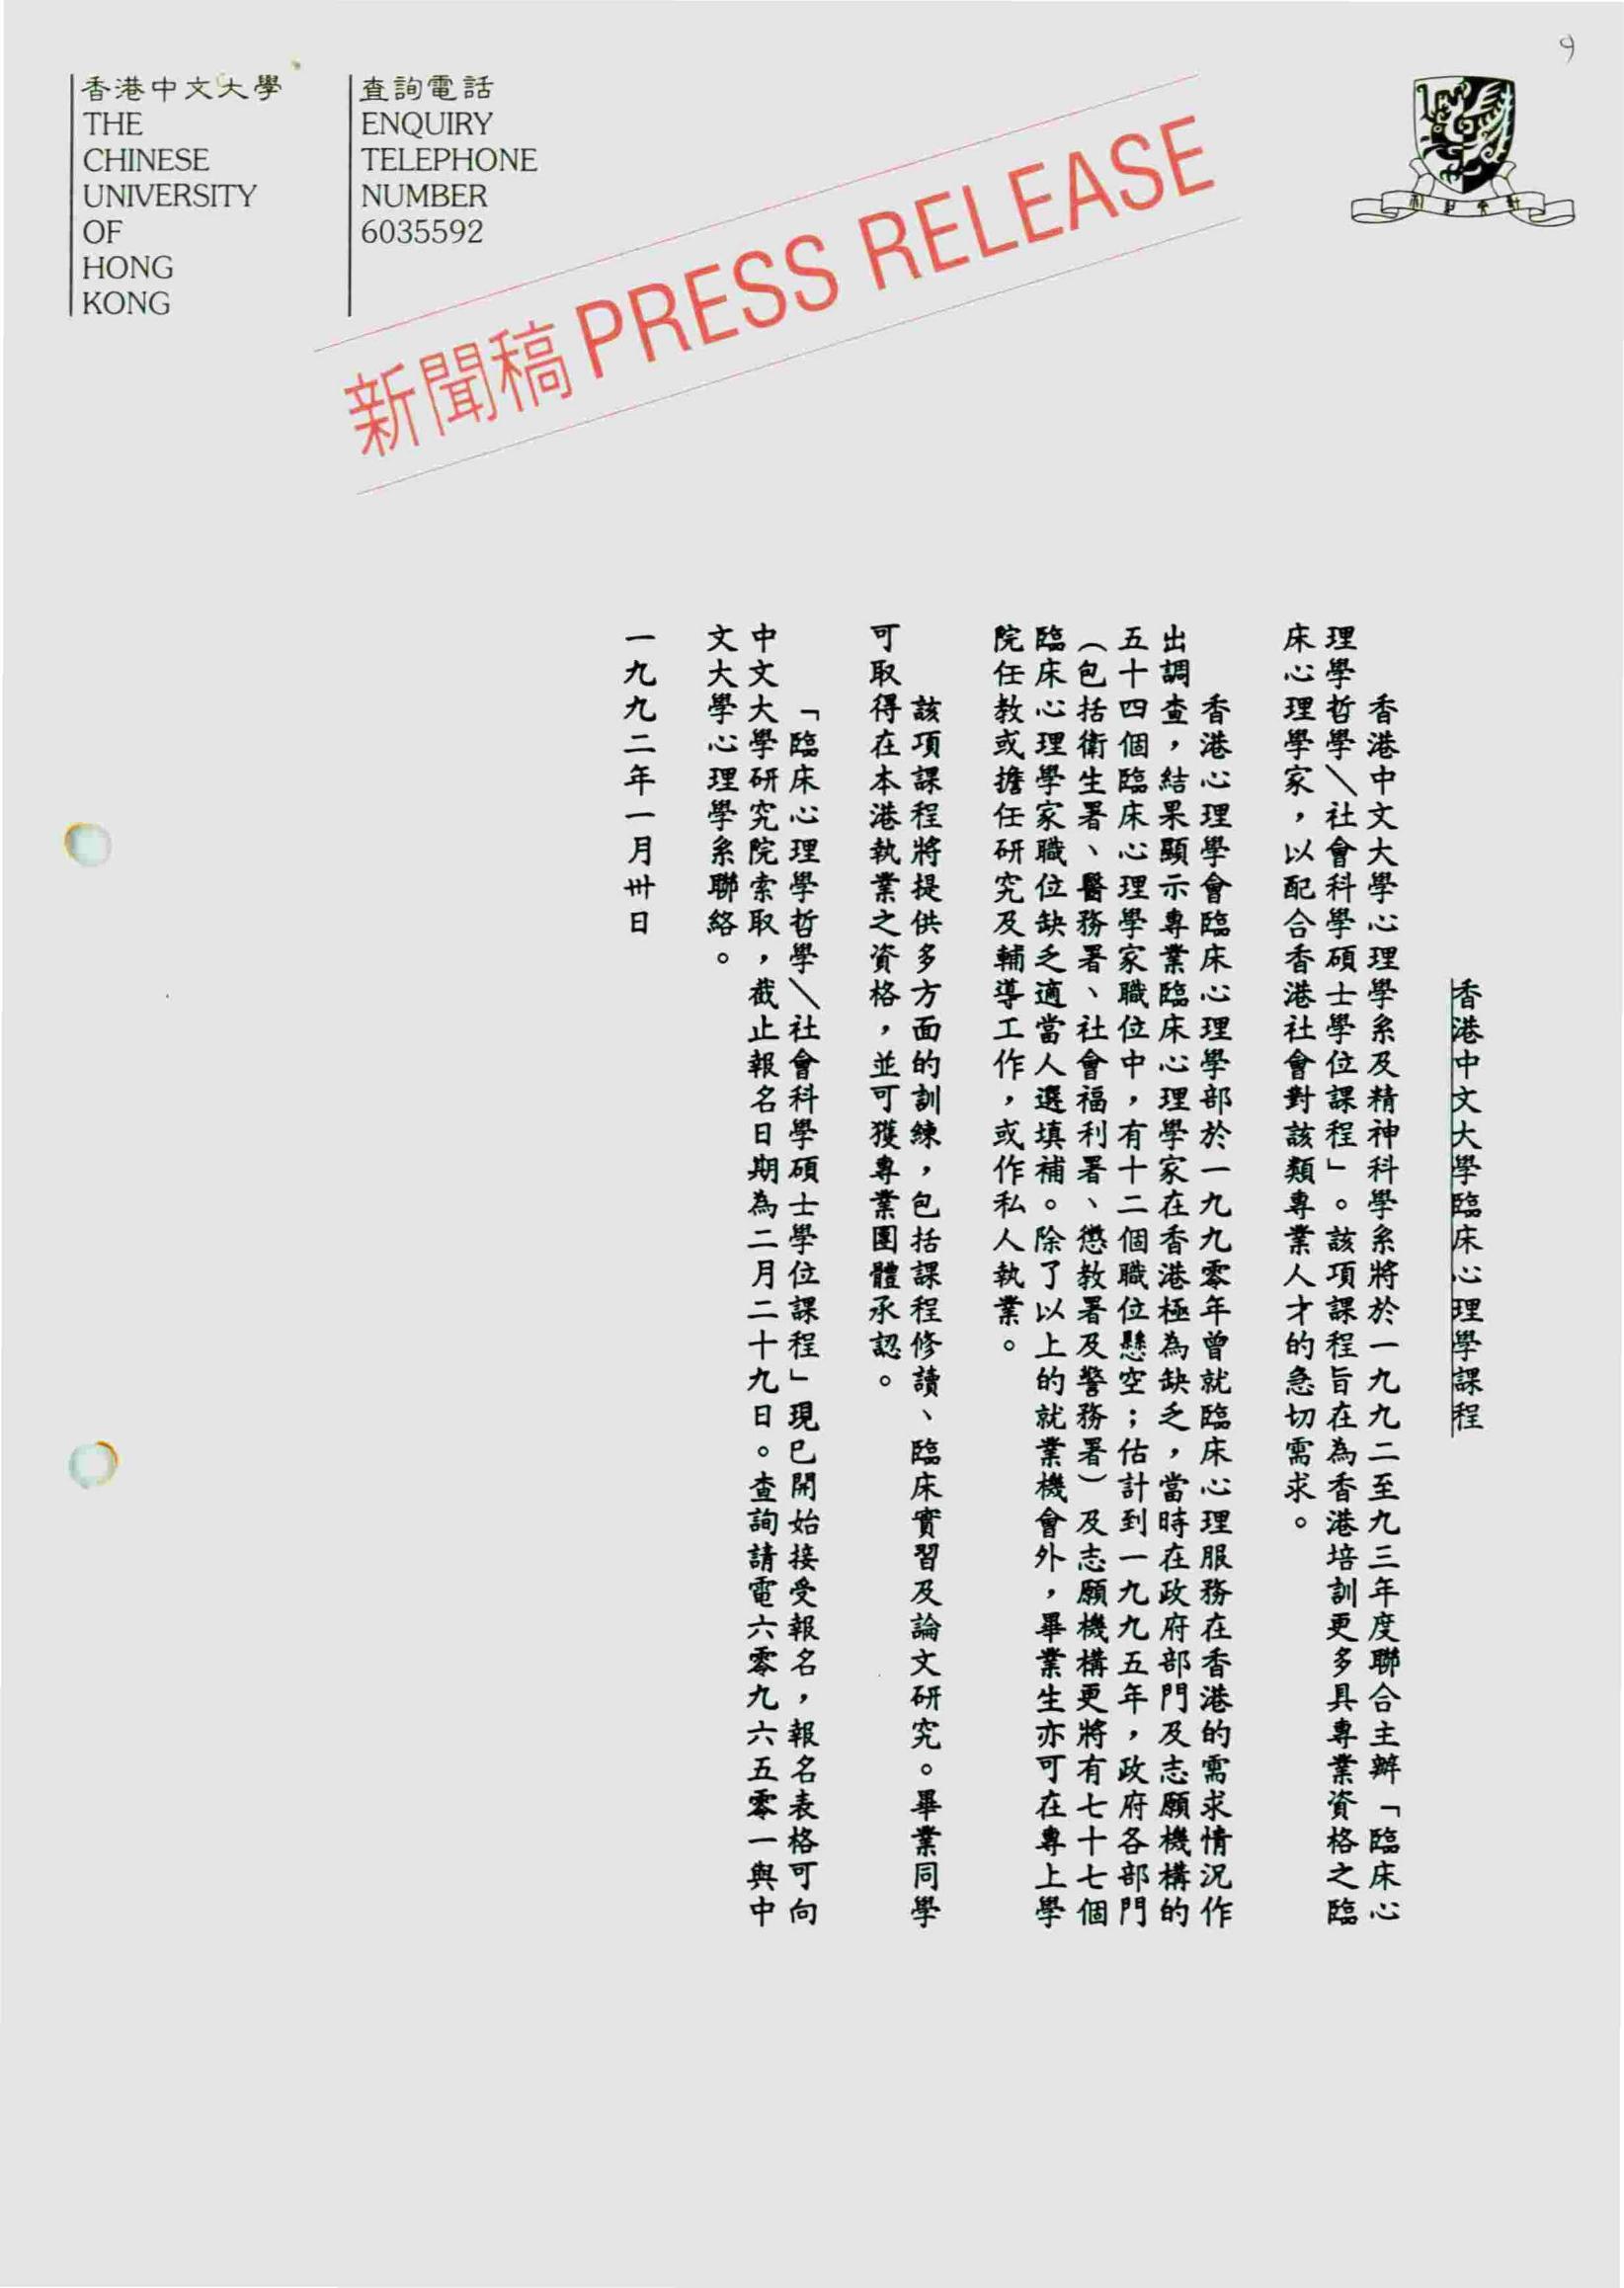 9
香港中文大學
THE
CHINESE
UNIVERSITY
OF
HONG
KONG
查詢電話
ENQUIRY
TELEPHONE
NUMBER
6035592
新聞稿 PRESS RELEASE
香港中文大學臨床心理學課程
香港中文大學心理學系及精神科學系將於一九九二至九三年度聯合主辦「臨床心
理學哲學\社會科學碩士學位課程」。該項課程旨在為香港培訓更多具專業資格之臨
床心理學家,以配合香港社會對該類專業人才的急切需求。
香港心理學會臨床心理學部於一九九零年曾就臨床心理服務在香港的需求情況作
出調查,結果顯示專業臨床心理學家在香港極為缺乏,當時在政府部門及志願機構的
五十四個臨床心理學家職位中,有十二個職位懸空;估計到一九九五年,政府各部門
(包括衛生署、醫務署、社會福利署、懲教署及警務署)及志願機構更將有七十七個
臨床心理學家職位缺乏適當人選填補。除了以上的就業機會外,畢業生亦可在專上學
院任教或擔任研究及輔導工作,或作私人執業。
該項課程將提供多方面的訓練,包括課程修讀、臨床實習及論文研究。畢業同學
可取得在本港執業之資格,並可獲專業團體承認。
「臨床心理學哲學\社會科學碩士學位課程」現已開始接受報名,報名表格可向
中文大學研究院索取,截止報名日期為二月二十九日。查詢請電六零九六五零一與中
文大學心理學系聯絡。
一九九二年一月卅日